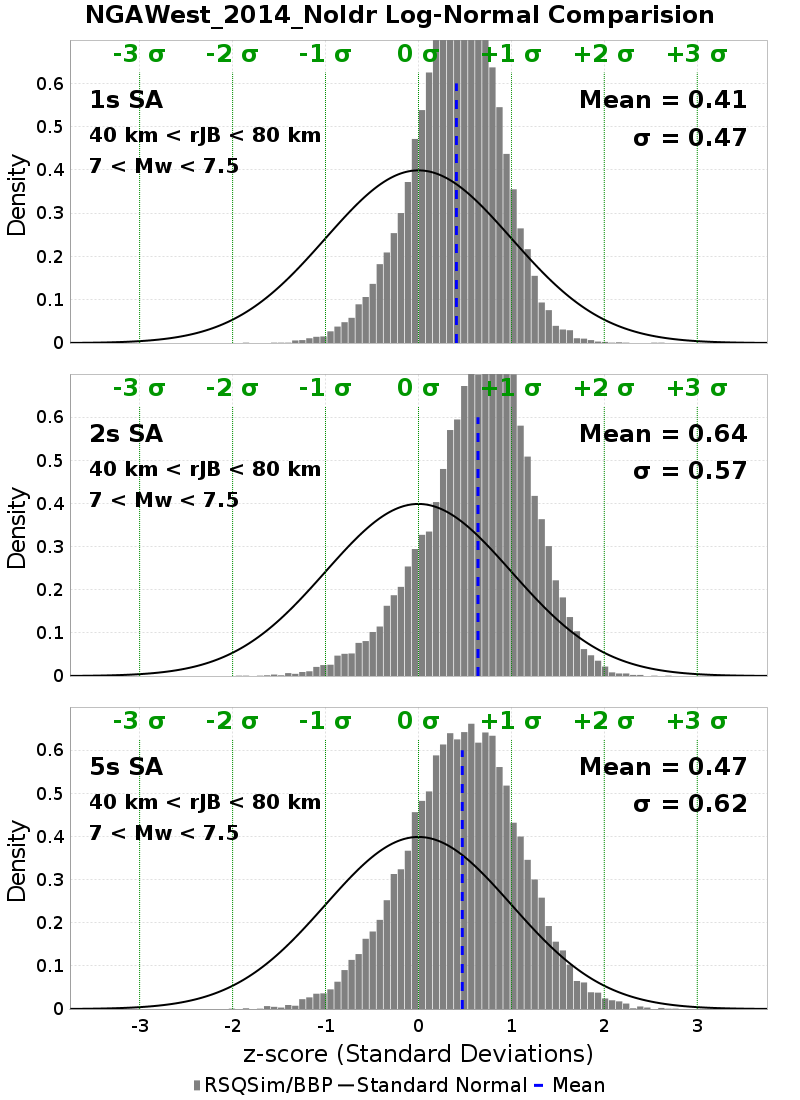 NGAWest_2014_NoIdr Log-Normal Comparision
-3 σ -2 σ -1 σ 0 σ +1 σ +2 σ +3 σ
1s SA
Mean = 0.41
40 km < rJB < 80 km
σ = 0.47
7 < Mw < 7.5
Density
0.6
0.5
0.4
0.3
0.2
0.1
0
-3 σ -2 σ -1 σ 0 σ +1 σ +2 σ +3 σ
2s SA
Mean = 0.64
40 km < rJB < 80 km
σ = 0.57
7 < Mw < 7.5
Density
0.6
0.5
0.4
0.3
0.2
0.1
0
-3 σ -2 σ -1 σ 0 σ +1 σ +2 σ +3 σ
5s SA
Mean = 0.47
40 km < rJB < 80 km
σ = 0.62
7 < Mw < 7.5
Density
0.6
0.5
0.4
0.3
0.2
0.1
0
-3 -2 -1 0 1 2 3
z-score (Standard Deviations)
RSQSim/BBP Standard Normal Mean